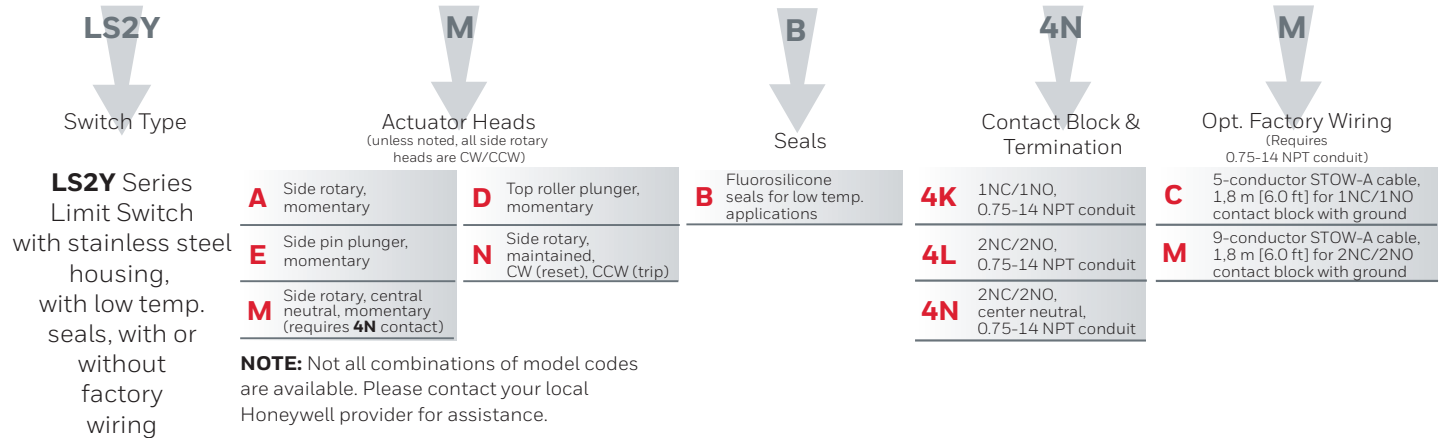 LS2Y
M
B
4N
M
Switch Type
LS2Y Series
Limit Switch
with stainless steel
housing,
with low temp.
seals, with or
without
factory
wiring
Actuator Heads
(unless noted, all side rotary
heads are CW/CCW)
A Side rotary,
momentary
E Side pin plunger,
momentary
M Side rotary, central
neutral, momentary
(requires 4N contact)
D Top roller plunger,
momentary
N Side rotary,
maintained,
CW (reset), CCW (trip)
NOTE: Not all combinations of model codes
are available. Please contact your local
Honeywell provider for assistance.
Seals
B Fluorosilicone
seals for low temp.
applications
Contact Block &
Termination
4K 1NC/1NO,
0.75-14 NPT conduit
4L 2NC/2NO,
0.75-14 NPT conduit
4N 2NC/2NO,
center neutral,
0.75-14 NPT conduit
Opt. Factory Wiring
(Requires
0.75-14 NPT conduit)
C 5-conductor STOW-A cable,
1,8 m [6.0 ft] for 1NC/1NO
contact block with ground
M 9-conductor STOW-A cable,
1,8 m [6.0 ft] for 2NC/2NO
contact block with ground